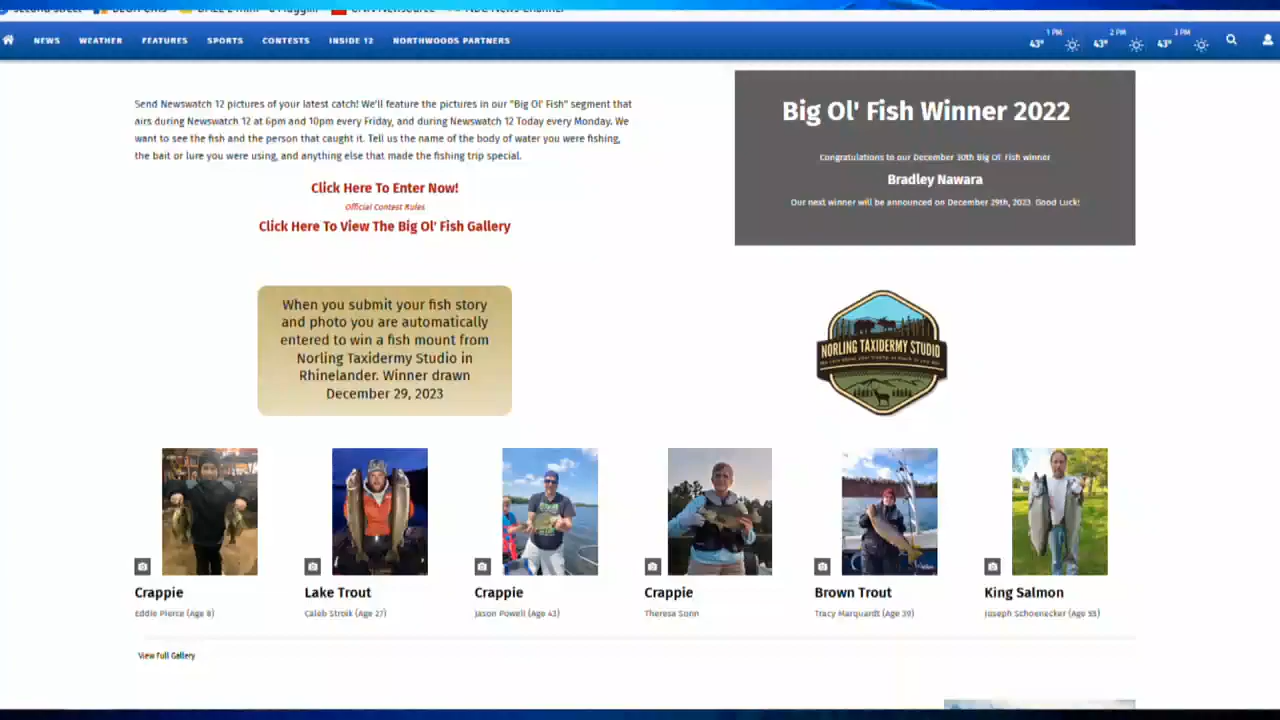 NEWS WEATHER FEATURES SPORTS CONTESTS INSIDE 12 NORTHWOODS PARTNERS
1 PM 2 PM 3 PM
43° 43° 43°
Send Newswatch 12 pictures of your latest catch! We'll feature the pictures in our "Big Ol' Fish" segment that
airs during Newswatch 12 at 6pm and 10pm every Friday, and during Newswatch 12 Today every Monday. We
want to see the fish and the person that caught it. Tell us the name of the body of water you were fishing,
the bait or lure you were using, and anything else that made the fishing trip special.
Click Here To Enter Now!
Official Contest Rules
Click Here To View The Big Ol' Fish Gallery
Big Ol' Fish Winner 2022
Congratulations to our December 30th Big Ol' Fish winner
Bradley Nawara
Our next winner will be announced on December 29th, 2023. Good Luck!
When you submit your fish story
and photo you are automatically
entered to win a fish mount from
Norling Taxidermy Studio in
Rhinelander. Winner drawn
December 29, 2023
NORLING TAXIDERMY STUDIO
Crappie
Eddie Pierce (Age 8)
Lake Trout
Caleb Stroik (Age 27)
Crappie
Jason Powell (Age 43)
Crappie
Theresa Sonn
Brown Trout
Tracy Marquardt (Age 39)
King Salmon
Joseph Schoenecker (Age 55)
View Full Gallery